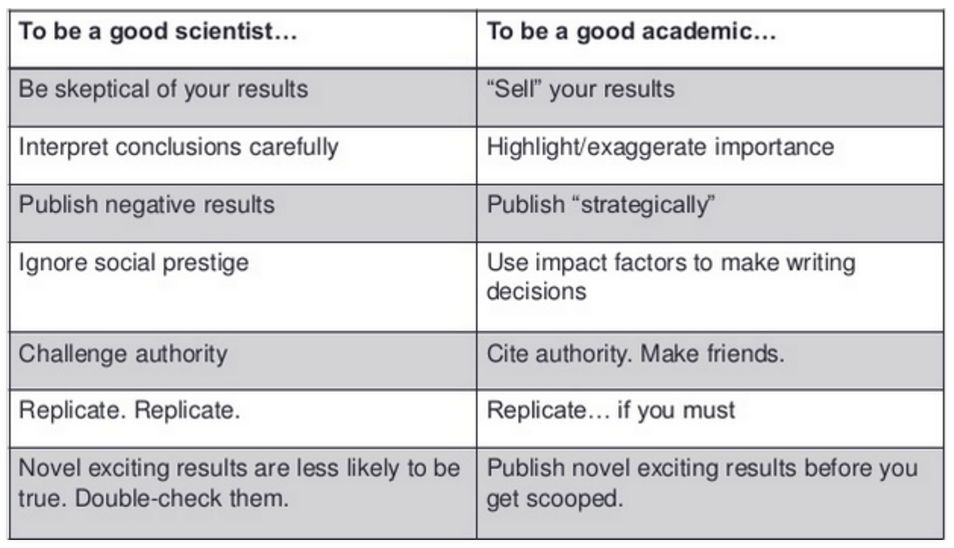 To be a good scientist…
To be a good academic…
Be skeptical of your results
“Sell” your results
Interpret conclusions carefully
Highlight/exaggerate importance
Publish negative results
Publish “strategically”
Ignore social prestige
Use impact factors to make writing
decisions
Challenge authority
Cite authority. Make friends.
Replicate. Replicate.
Replicate… if you must
Novel exciting results are less likely to be
true. Double-check them.
Publish novel exciting results before you
get scooped.